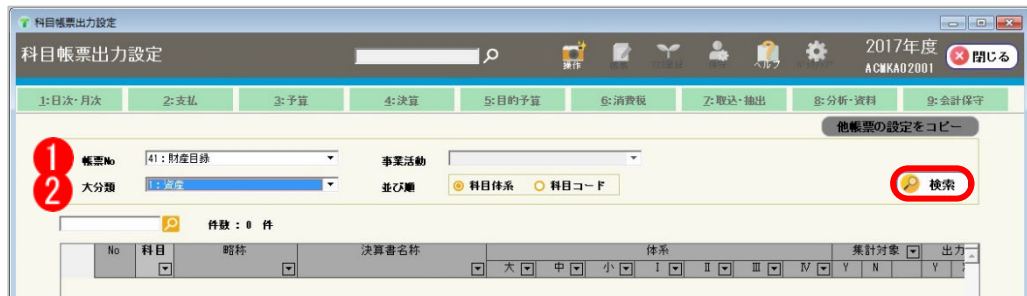 科目帳票出力設定
科目帳票出力設定
操作
ヘルプ
2017年度
ACMKAO2001
閉じる
1:日次・月次 2:支払 3:予算 4:決算 5:目的予算 6:消費税 7:取込・抽出 8:分析・資料 9:会計保守
他帳票の設定をコピー
1 帳票No 41:財産目録 事業活動
2 大分類 1:資産 並び順 科目体系 科目コード 検索
件数:0 件
No 科目 略称 決算書名称 体系 集計対象 出力
大 中 小 Ⅰ Ⅱ Ⅲ Ⅳ Y N Y